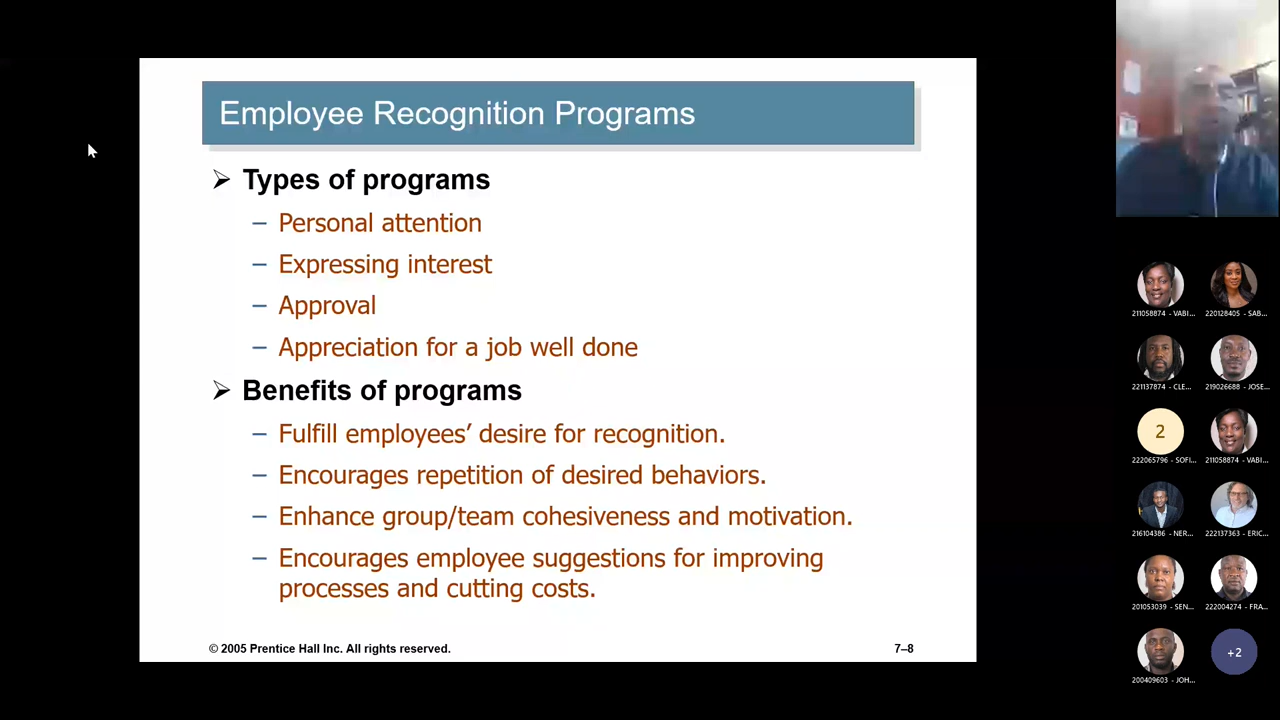 Employee Recognition Programs
➢ Types of programs
– Personal attention
– Expressing interest
– Approval
– Appreciation for a job well done
➢ Benefits of programs
– Fulfill employees’ desire for recognition.
– Encourages repetition of desired behaviors.
– Enhance group/team cohesiveness and motivation.
– Encourages employee suggestions for improving
processes and cutting costs.
© 2005 Prentice Hall Inc. All rights reserved.
7–8
211058874 - VABI...
220128405 - SAB...
221137874 - CLE...
219026688 - JOSE...
2
222065796 - SOFI...
211058874 - VABI...
216104386 - NER...
222137363 - ERIC...
201053039 - SEN...
222004274 - FRA...
200409603 - JOH...
+2